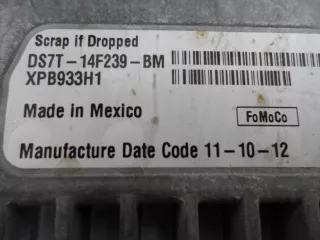 Scrap if Dropped
DS7T-14F239-BM
XPB933H1
Made in Mexico
FoMoCo
Manufacture Date Code 11-10-12